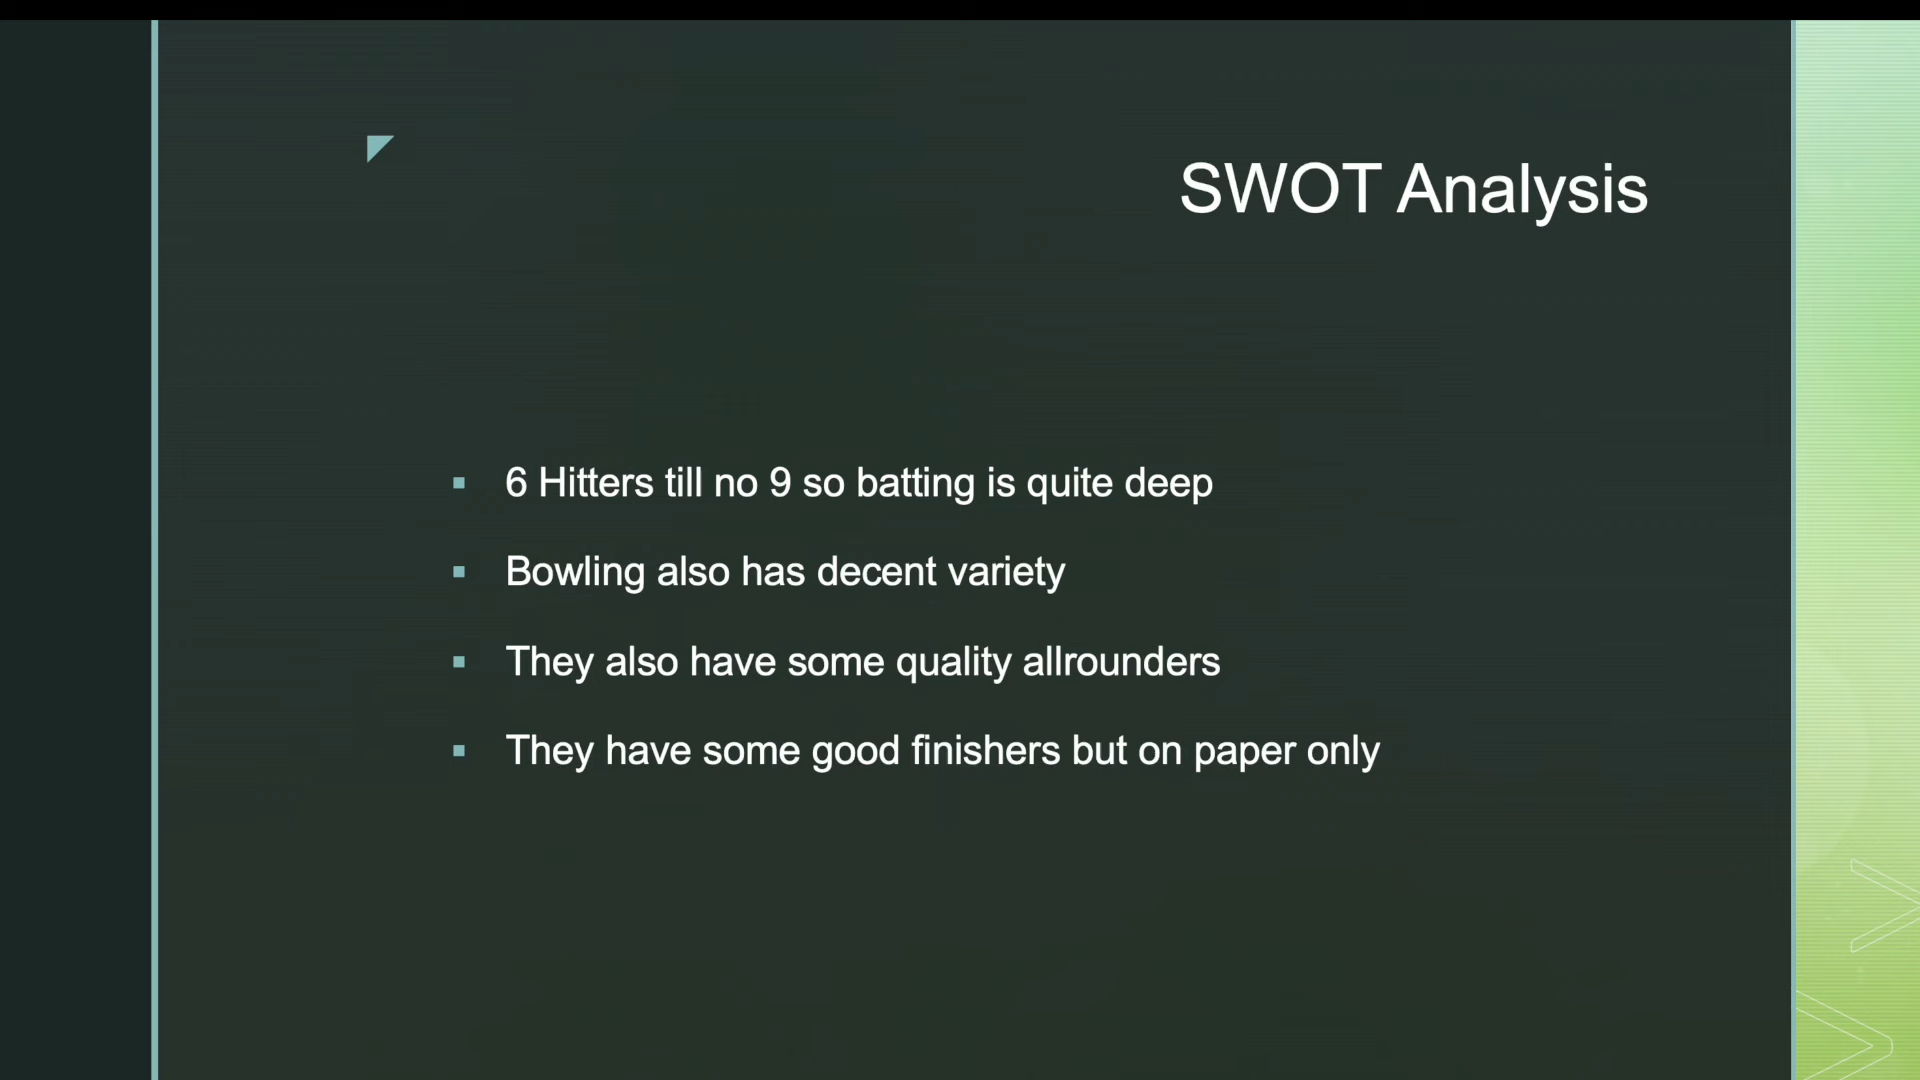 SWOT Analysis
6 Hitters till no 9 so batting is quite deep
Bowling also has decent variety
They also have some quality allrounders
They have some good finishers but on paper only